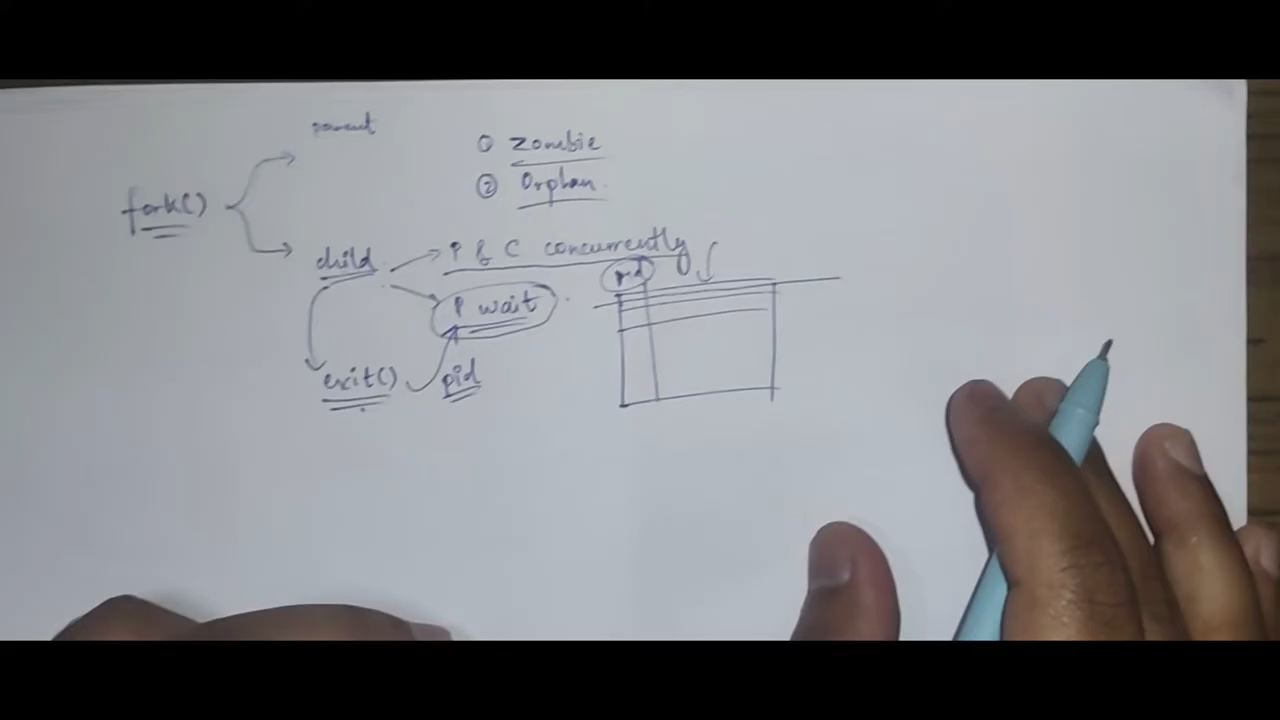 parent
① Zombie
② Orphan.
fork()
child
P & C concurrently
pid
P wait
exit()
pid